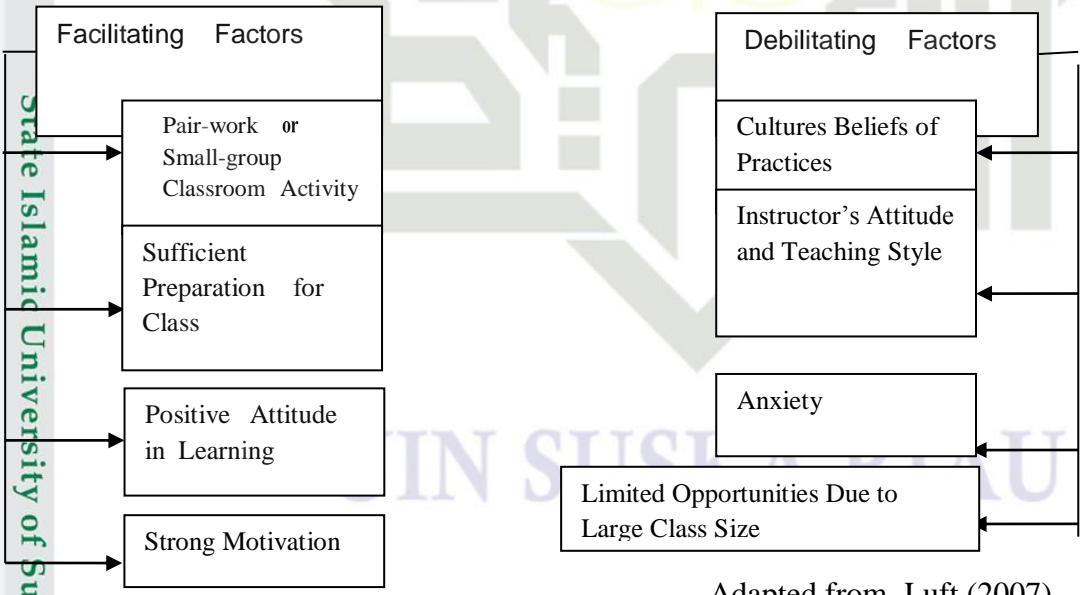 Facilitating Factors
Pair-work or
Small-group
Classroom Activity
Sufficient
Preparation for
Class
Positive Attitude
in Learning
Strong Motivation
Debilitating Factors
Cultures Beliefs of
Practices
Instructor's Attitude
and Teaching Style
Anxiety
Limited Opportunities Due to
Large Class Size
Adapted from Luft (2007)
State Islamic University of Su
UIN SUSKA RIAU